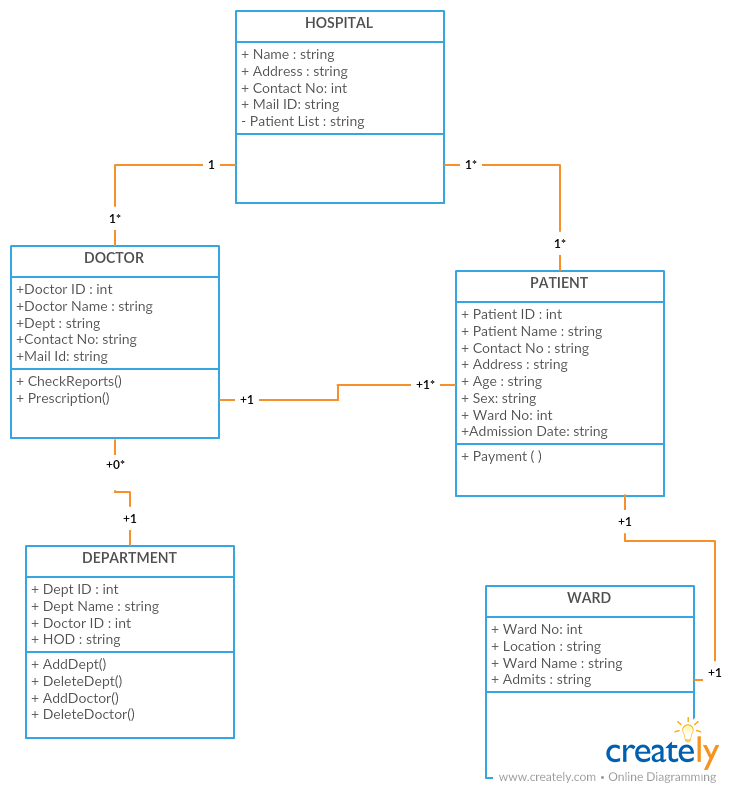 HOSPITAL
+ Name : string
+ Address : string
+ Contact No: int
+ Mail ID: string
- Patient List : string
1
1*
1*
1*
DOCTOR
+Doctor ID : int
+Doctor Name : string
+Dept : string
+Contact No: string
+Mail Id: string
+ CheckReports()
+ Prescription()
PATIENT
+ Patient ID : int
+ Patient Name : string
+ Contact No : string
+ Address : string
+ Age : string
+ Sex: string
+ Ward No: int
+Admission Date: string
+ Payment ( )
+1
+1*
+0*
+1
+1
+1
DEPARTMENT
+ Dept ID : int
+ Dept Name : string
+ Doctor ID : int
+ HOD : string
+ AddDept()
+ DeleteDept()
+ AddDoctor()
+ DeleteDoctor()
WARD
+ Ward No: int
+ Location : string
+ Ward Name : string
+ Admits : string
creately
www.creately.com • Online Diagramming